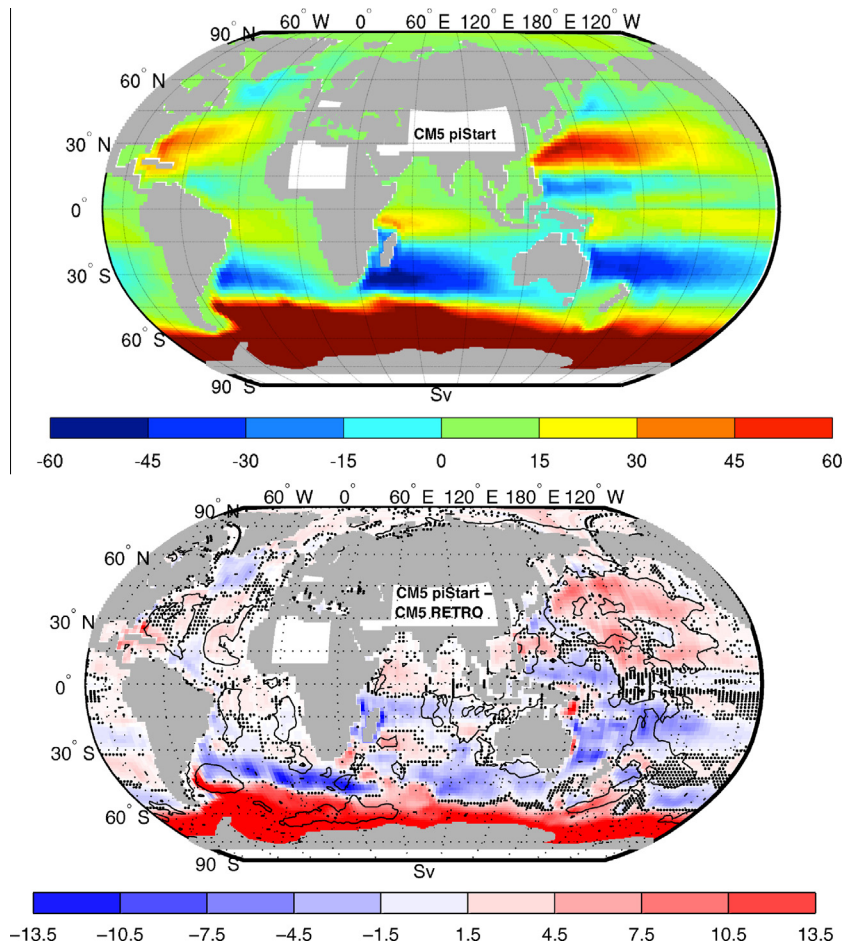 60° W 0° 60° E 120° E 180° E 120° W
90° N
60° N
CM5 piStart
30° N
0°
30° S
60° S
90° S
Sv
-60 -45 -30 -15 0 15 30 45 60
60° W 0° 60° E 120° E 180° E 120° W
90° N
60° N
CM5 piStart –
CM5 RETRO
30° N
0°
30° S
60° S
90° S
Sv
−13.5 −10.5 −7.5 −4.5 −1.5 1.5 4.5 7.5 10.5 13.5